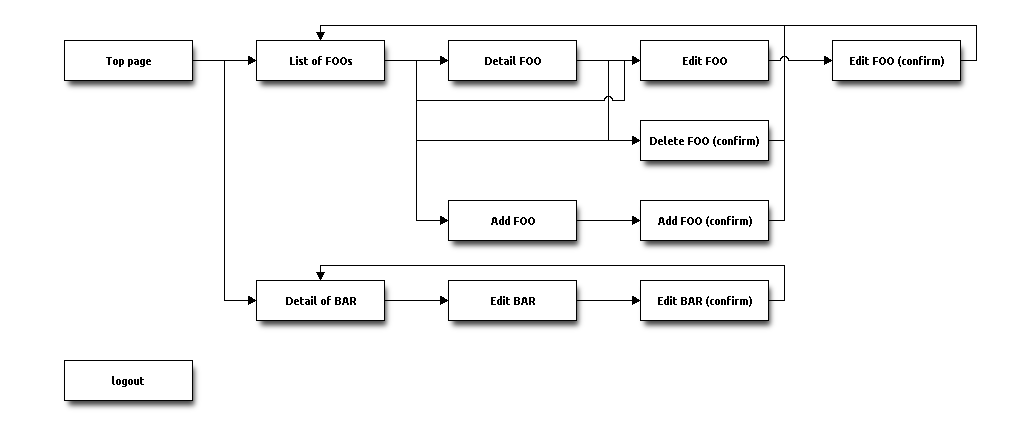 Top page
List of FOOs
Detail FOO
Edit FOO
Edit FOO (confirm)
Delete FOO (confirm)
Add FOO
Add FOO (confirm)
Detail of BAR
Edit BAR
Edit BAR (confirm)
logout